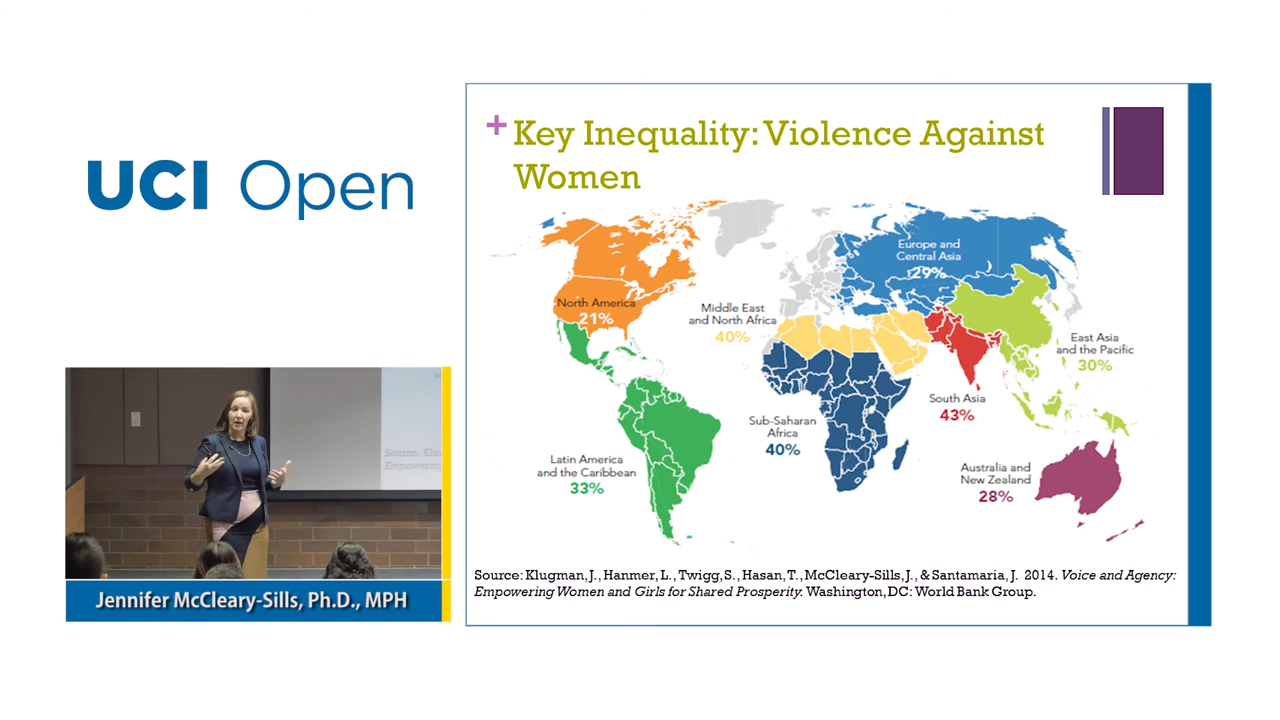 UCI Open
+ Key Inequality: Violence Against
Women
Europe and
Central Asia
29%
North America
21%
Middle East
and North Africa
40%
East Asia
and the Pacific
30%
South Asia
43%
Sub-Saharan
Africa
40%
Latin America
and the Caribbean
33%
Australia and
New Zealand
28%
Source: Klugman, J., Hanmer, L., Twigg, S., Hasan, T., McCleary-Sills, J., & Santamaria, J. 2014. Voice and Agency:
Empowering Women and Girls for Shared Prosperity. Washington, DC: World Bank Group.
Source: Klu
Empowering
Jennifer McCleary-Sills, Ph.D., MPH